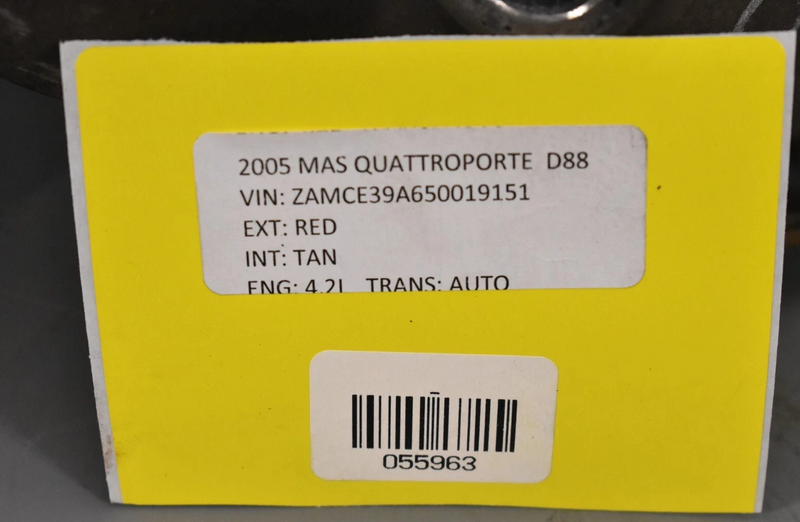 2005 MAS QUATTROPORTE D88
VIN: ZAMCE39A650019151
EXT: RED
INT: TAN
ENG: 4.2L TRANS: AUTO
055963